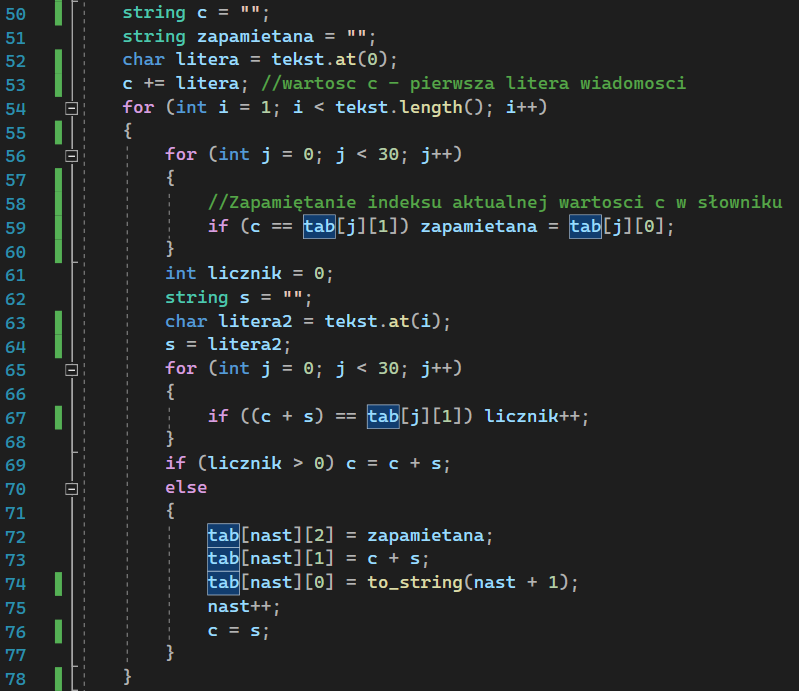 50 string c = "";
51 string zapamietana = "";
52 char litera = tekst.at(0);
53 c += litera; //wartosc c - pierwsza litera wiadomosci
54 for (int i = 1; i < tekst.length(); i++)
55 {
56 for (int j = 0; j < 30; j++)
57 {
58 //Zapamiętanie indeksu aktualnej wartosci c w słowniku
59 if (c == tab[j][1]) zapamietana = tab[j][0];
60 }
61 int licznik = 0;
62 string s = "";
63 char litera2 = tekst.at(i);
64 s = litera2;
65 for (int j = 0; j < 30; j++)
66 {
67 if ((c + s) == tab[j][1]) licznik++;
68 }
69 if (licznik > 0) c = c + s;
70 else
71 {
72 tab[nast][2] = zapamietana;
73 tab[nast][1] = c + s;
74 tab[nast][0] = to_string(nast + 1);
75 nast++;
76 c = s;
77 }
78 }